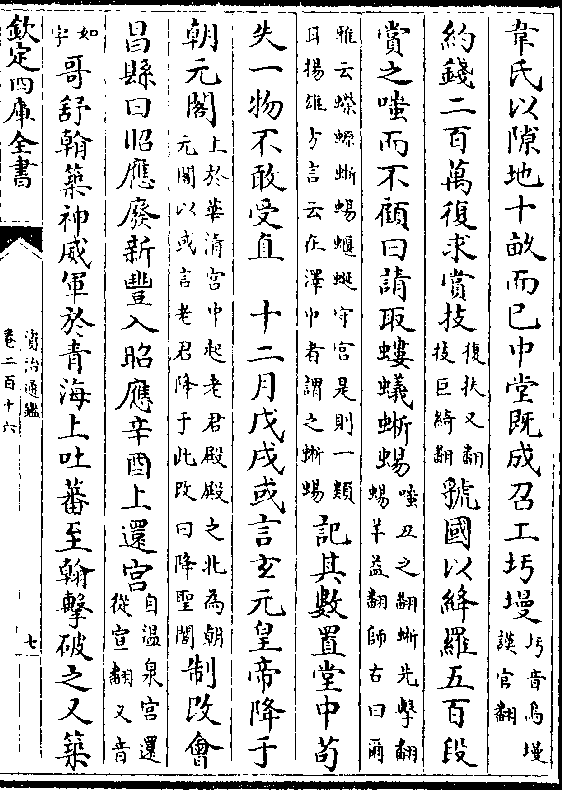 韋氏以隙地十畝而已中堂既成召工圬墁圬音烏墁
謨官翻
約錢二百萬復求賞技復扶又翻
技巨綺翻虢國以絳羅五百段
賞之嗤而不顧曰請取螻蟻蜥蜴嗤丑之翻蜥先擊翻
蜴羊益翻師古曰爾
雅云蠑螈蜥蜴蝘蜒守宮是則一類
耳揚雄方言云在澤中者謂之蜥蜴記其數置堂中苟
失一物不敢受直　十二月戊戌或言玄元皇帝降于
朝元閣上於華清宮中起老君殿殿之北為朝
元閣以或言老君降于此改曰降聖閣制改會
昌縣曰昭應廢新豐入昭應辛酉上還宮自溫泉宮還
從宣翻又音
如
字哥舒翰築神威軍於青海上吐蕃至翰擊破之又築
欽定四庫全書
資治通鑑
卷二百十六
七